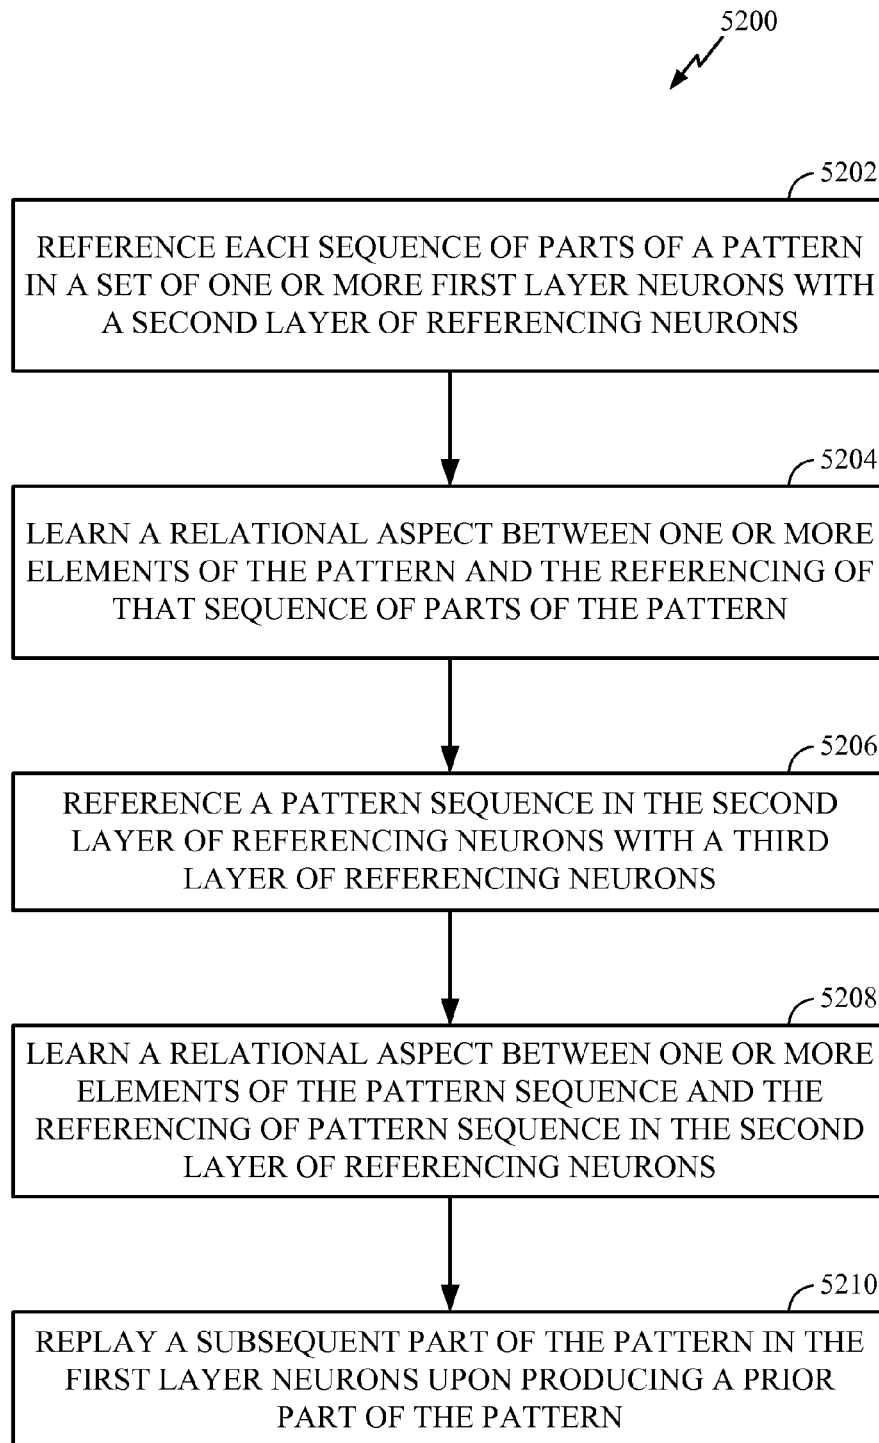 5200
5202
REFERENCE EACH SEQUENCE OF PARTS OF A PATTERN
IN A SET OF ONE OR MORE FIRST LAYER NEURONS WITH
A SECOND LAYER OF REFERENCING NEURONS
5204
LEARN A RELATIONAL ASPECT BETWEEN ONE OR MORE
ELEMENTS OF THE PATTERN AND THE REFERENCING OF
THAT SEQUENCE OF PARTS OF THE PATTERN
5206
REFERENCE A PATTERN SEQUENCE IN THE SECOND
LAYER OF REFERENCING NEURONS WITH A THIRD
LAYER OF REFERENCING NEURONS
5208
LEARN A RELATIONAL ASPECT BETWEEN ONE OR MORE
ELEMENTS OF THE PATTERN SEQUENCE AND THE
REFERENCING OF PATTERN SEQUENCE IN THE SECOND
LAYER OF REFERENCING NEURONS
5210
REPLAY A SUBSEQUENT PART OF THE PATTERN IN THE
FIRST LAYER NEURONS UPON PRODUCING A PRIOR
PART OF THE PATTERN